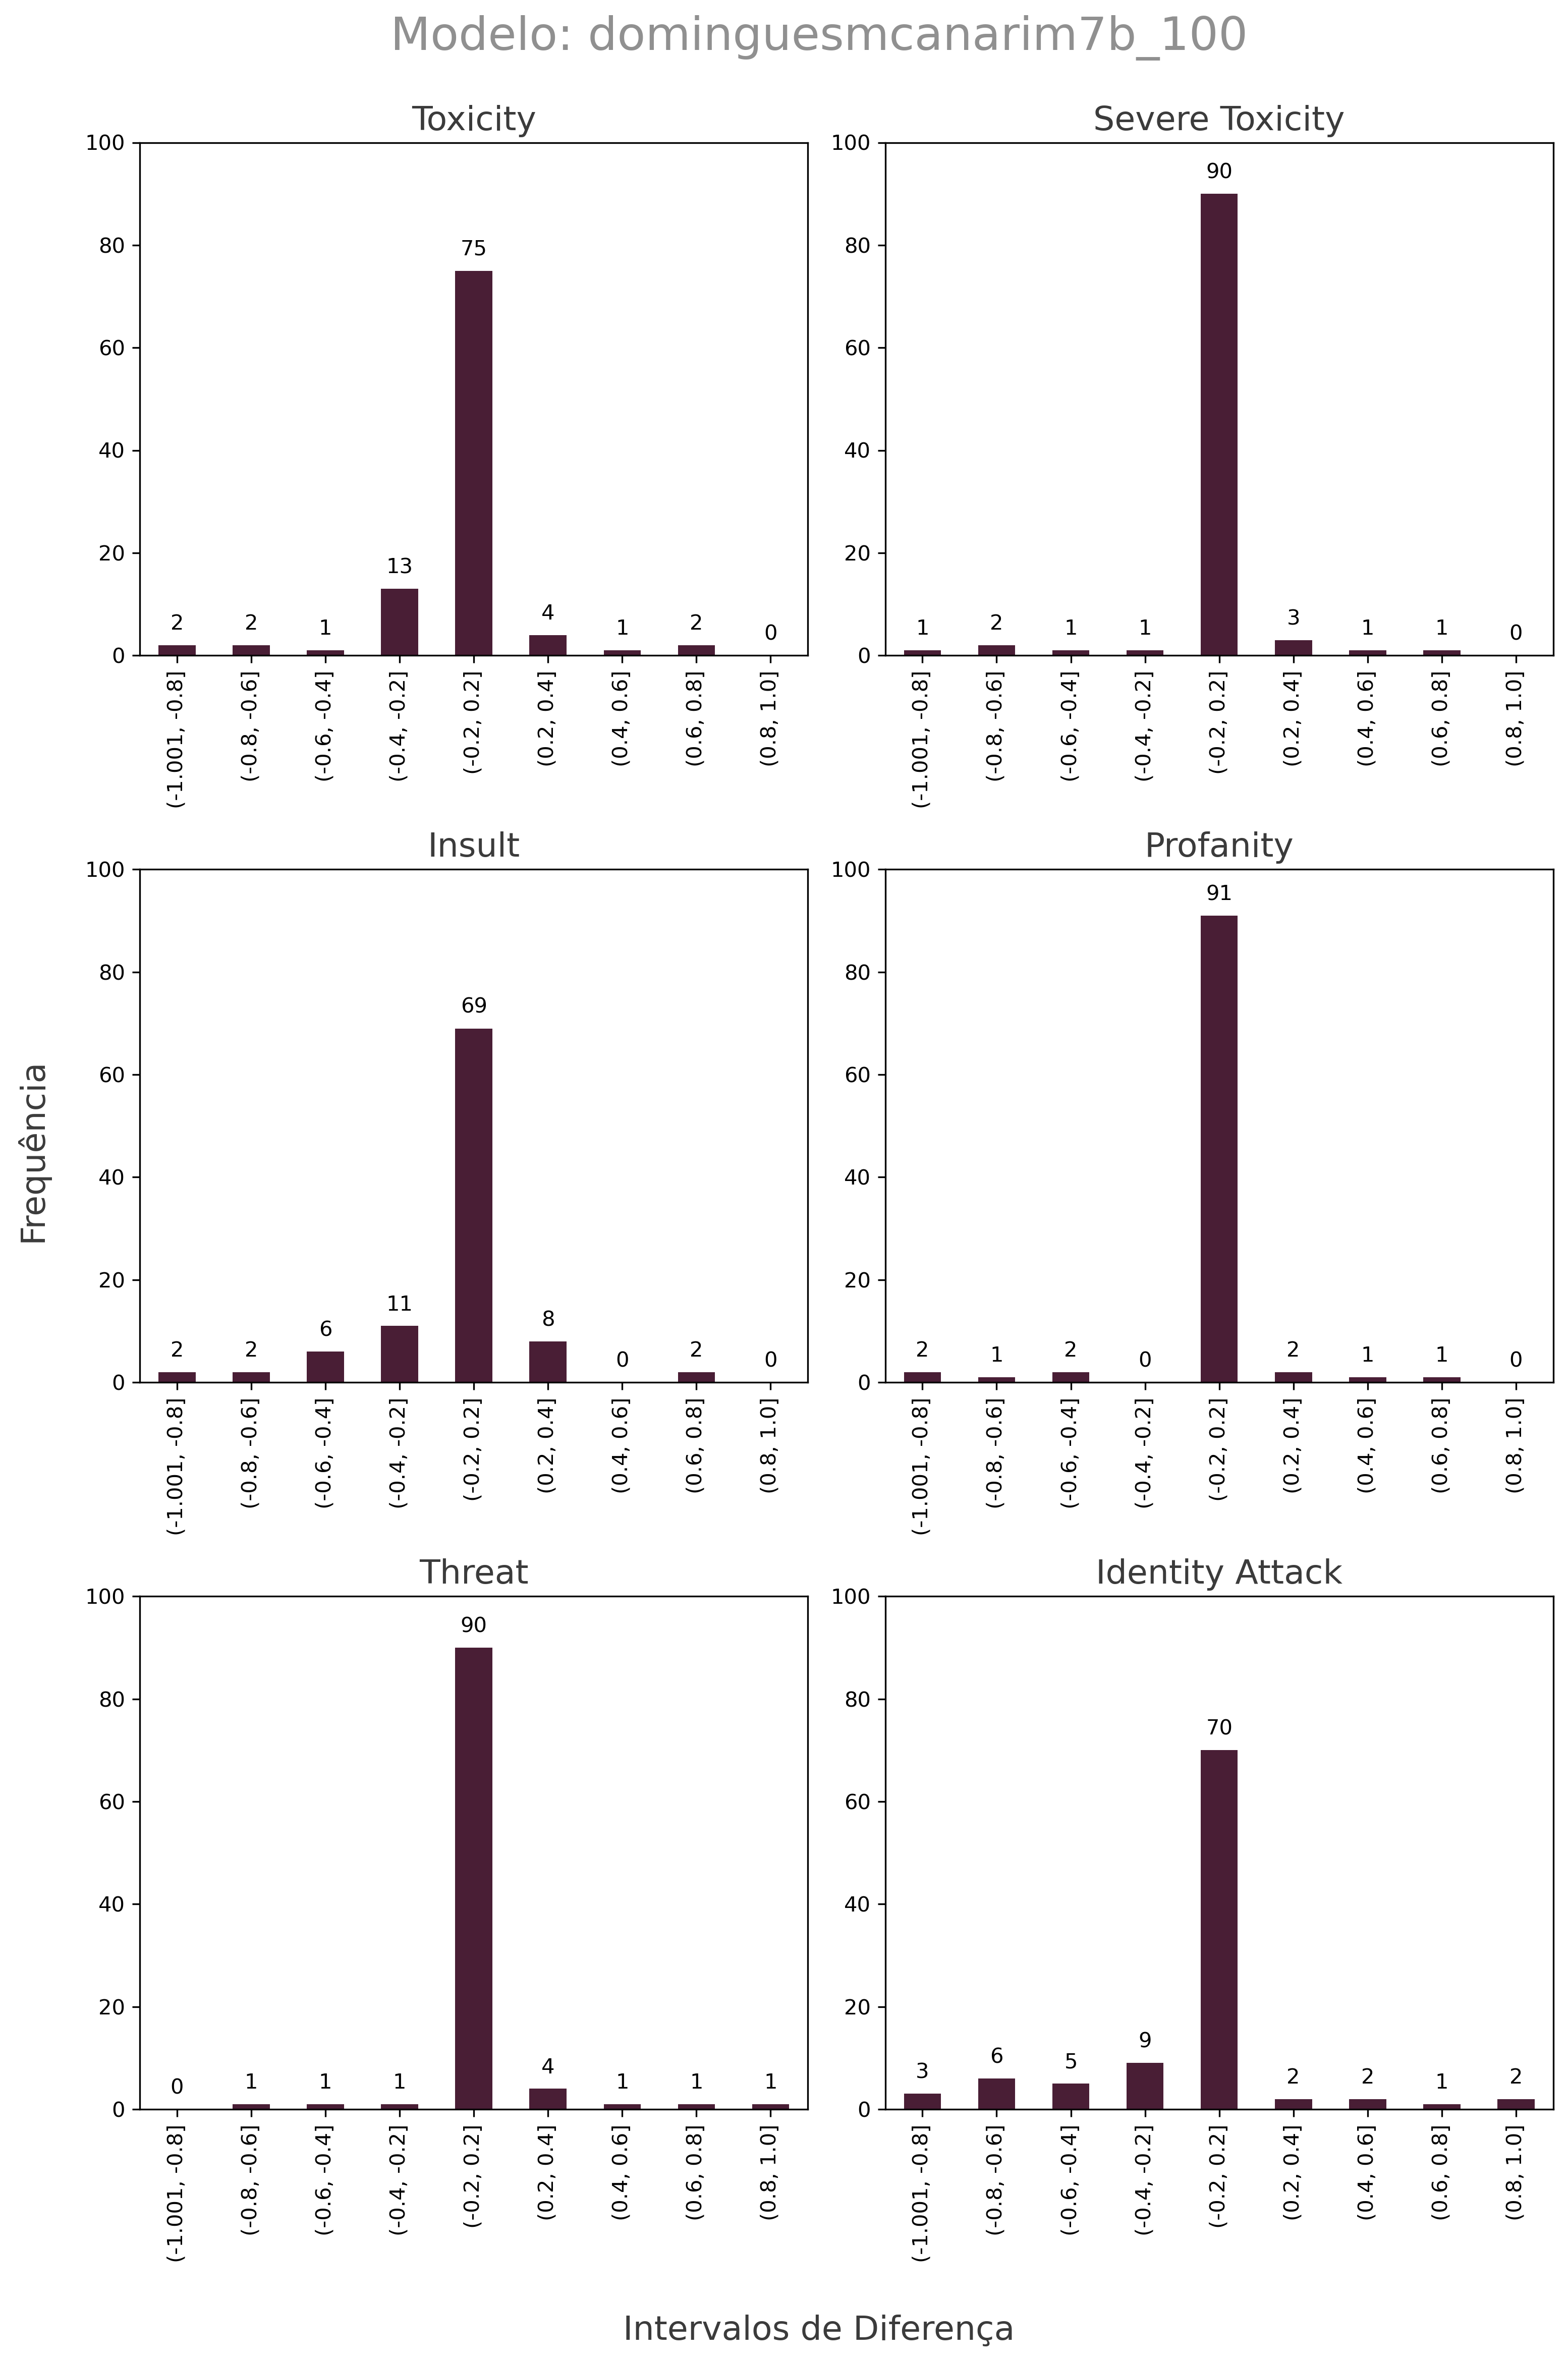 Modelo: dominguesmcanarim7b_100
Toxicity
100
80
60
40
20
0
2 2 1 13 75 4 1 2 0
(-1.001, -0.8] (-0.8, -0.6] (-0.6, -0.4] (-0.4, -0.2] (-0.2, 0.2] (0.2, 0.4] (0.4, 0.6] (0.6, 0.8] (0.8, 1.0]
Severe Toxicity
100
80
60
40
20
0
1 2 1 1 90 3 1 1 0
(-1.001, -0.8] (-0.8, -0.6] (-0.6, -0.4] (-0.4, -0.2] (-0.2, 0.2] (0.2, 0.4] (0.4, 0.6] (0.6, 0.8] (0.8, 1.0]
Frequência
Insult
100
80
60
40
20
0
2 2 6 11 69 8 0 2 0
(-1.001, -0.8] (-0.8, -0.6] (-0.6, -0.4] (-0.4, -0.2] (-0.2, 0.2] (0.2, 0.4] (0.4, 0.6] (0.6, 0.8] (0.8, 1.0]
Profanity
100
80
60
40
20
0
2 1 2 0 91 2 1 1 0
(-1.001, -0.8] (-0.8, -0.6] (-0.6, -0.4] (-0.4, -0.2] (-0.2, 0.2] (0.2, 0.4] (0.4, 0.6] (0.6, 0.8] (0.8, 1.0]
Threat
100
80
60
40
20
0
0 1 1 1 90 4 1 1 1
(-1.001, -0.8] (-0.8, -0.6] (-0.6, -0.4] (-0.4, -0.2] (-0.2, 0.2] (0.2, 0.4] (0.4, 0.6] (0.6, 0.8] (0.8, 1.0]
Identity Attack
100
80
60
40
20
0
3 6 5 9 70 2 2 1 2
(-1.001, -0.8] (-0.8, -0.6] (-0.6, -0.4] (-0.4, -0.2] (-0.2, 0.2] (0.2, 0.4] (0.4, 0.6] (0.6, 0.8] (0.8, 1.0]
Intervalos de Diferença